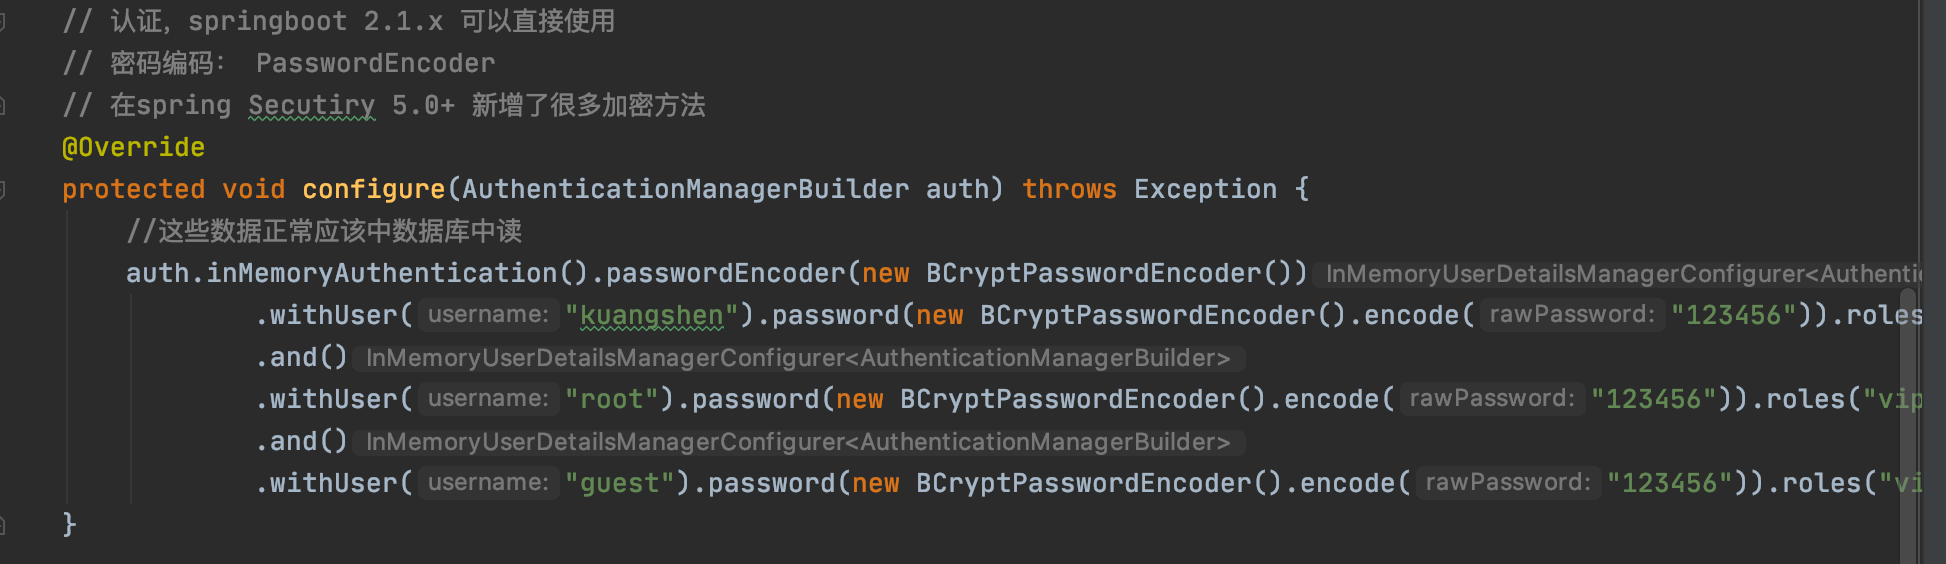 // 认证，springboot 2.1.x 可以直接使用
// 密码编码： PasswordEncoder
// 在spring Secutiry 5.0+ 新增了很多加密方法
@Override
protected void configure(AuthenticationManagerBuilder auth) throws Exception {
//这些数据正常应该中数据库中读
auth.inMemoryAuthentication().passwordEncoder(new BCryptPasswordEncoder()) InMemoryUserDetailsManagerConfigurer<Authentic
.withUser( username: "kuangshen").password(new BCryptPasswordEncoder().encode( rawPassword: "123456")).roles
.and() InMemoryUserDetailsManagerConfigurer<AuthenticationManagerBuilder>
.withUser( username: "root").password(new BCryptPasswordEncoder().encode( rawPassword: "123456")).roles("vip
.and() InMemoryUserDetailsManagerConfigurer<AuthenticationManagerBuilder>
.withUser( username: "guest").password(new BCryptPasswordEncoder().encode( rawPassword: "123456")).roles("vi
}